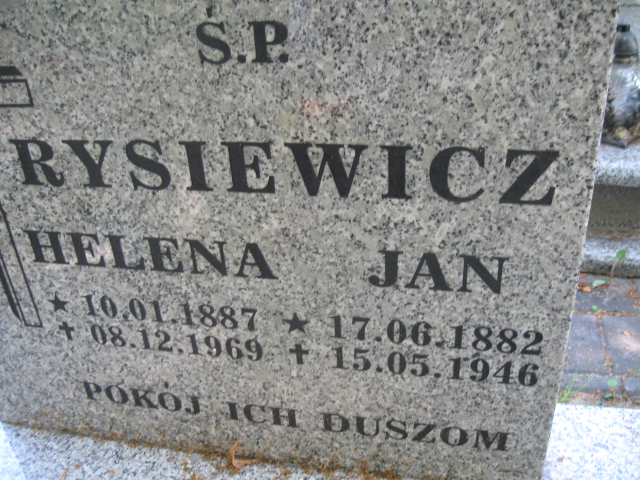 Ś.P.
RYSIEWICZ
HELENA JAN
★ 10.01.1887 ★ 17.06.1882
✝ 08.12.1969 ✝ 15.05.1946
POKÓJ ICH DUSZOM